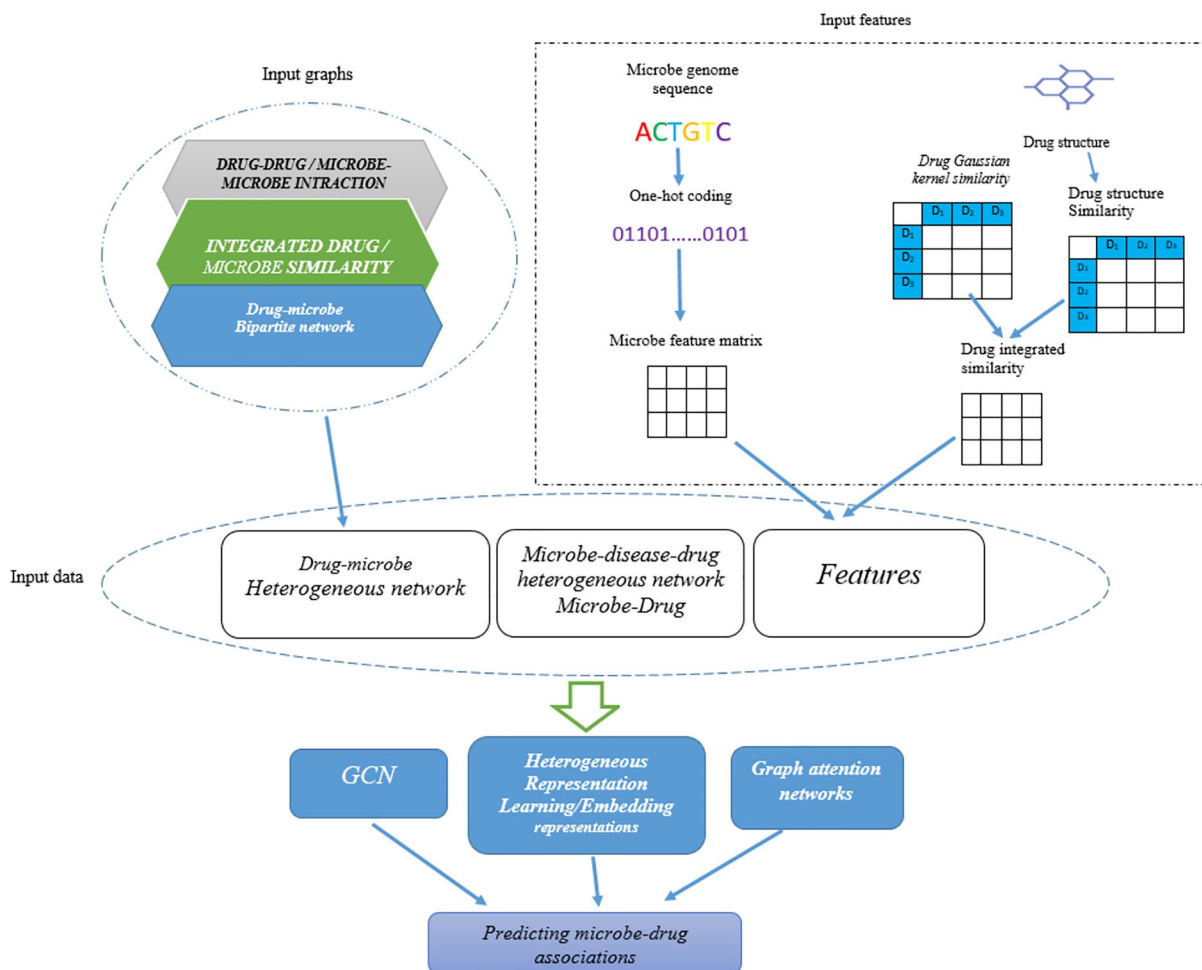 Input graphs
DRUG-DRUG / MICROBE-
MICROBE INTRACTION
INTEGRATED DRUG /
MICROBE SIMILARITY
Drug-microbe
Bipartite network
Input features
Microbe genome
sequence
ACTGTC
One-hot coding
01101......0101
Microbe feature matrix
Drug structure
Drug Gaussian
kernel similarity
D1 D2 D3
D1
D2
D3
Drug structure
Similarity
D1 D2 D3
D1
D2
D3
Drug integrated
similarity
Input data
Drug-microbe
Heterogeneous network
Microbe-disease-drug
heterogeneous network
Microbe-Drug
Features
GCN
Heterogeneous
Representation
Learning/Embedding
representations
Graph attention
networks
Predicting microbe-drug
associations